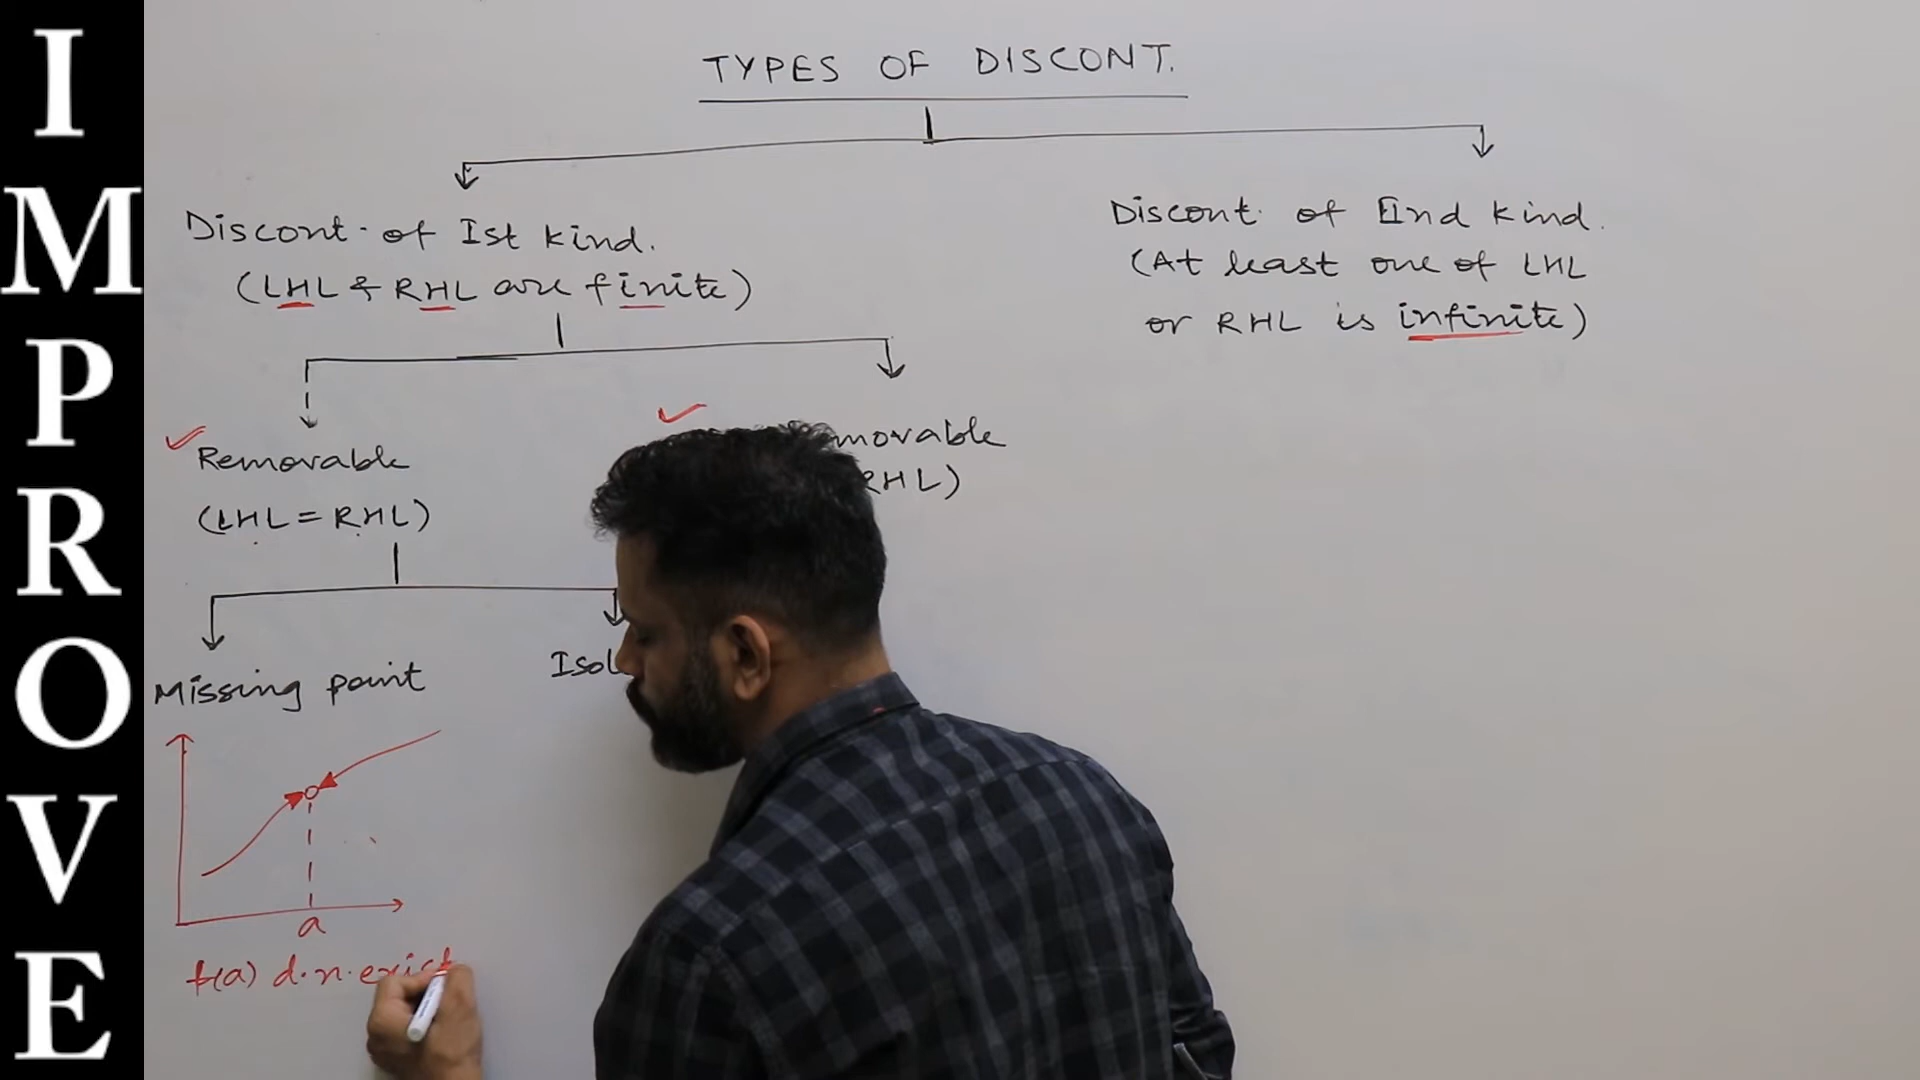 IMPROVE
TYPES OF DISCONT.
Discont. of Ist kind.
(LHL & RHL are finite)
Discont. of IInd kind.
(At least one of LHL
or RHL is infinite)
Removable
(LHL = RHL)
movable
RHL)
Missing point
Isol
a
f(a) d.n.exist